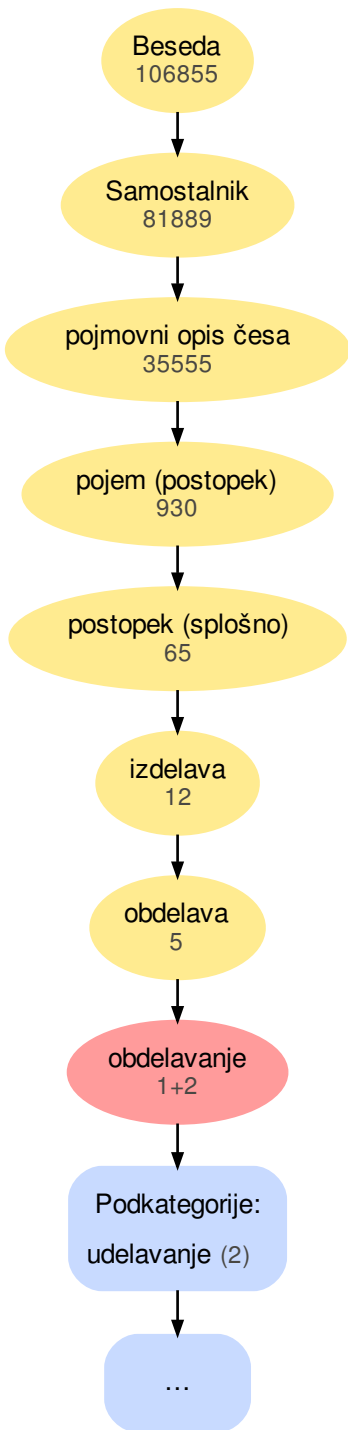 Beseda
106855
Samostalnik
81889
pojmovni opis česa
35555
pojem (postopek)
930
postopek (splošno)
65
izdelava
12
obdelava
5
obdelavanje
1+2
Podkategorije:
udelavanje (2)
...